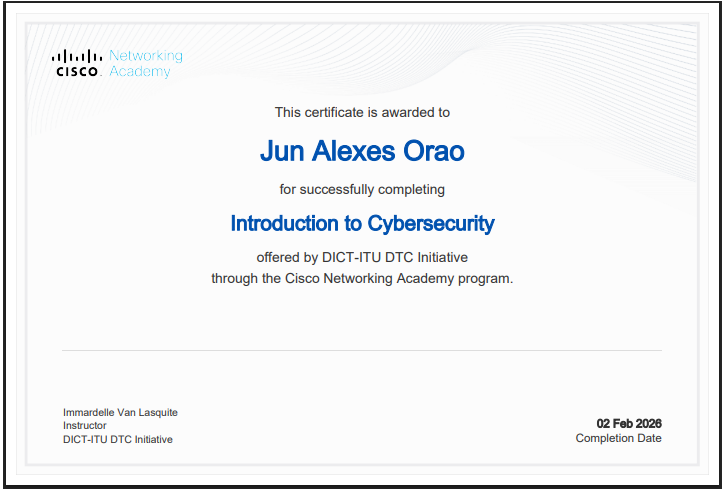 Networking
CISCO. Academy
This certificate is awarded to
Jun Alexes Orao
for successfully completing
Introduction to Cybersecurity
offered by DICT-ITU DTC Initiative
through the Cisco Networking Academy program.
Immardelle Van Lasquite
Instructor
DICT-ITU DTC Initiative
02 Feb 2026
Completion Date